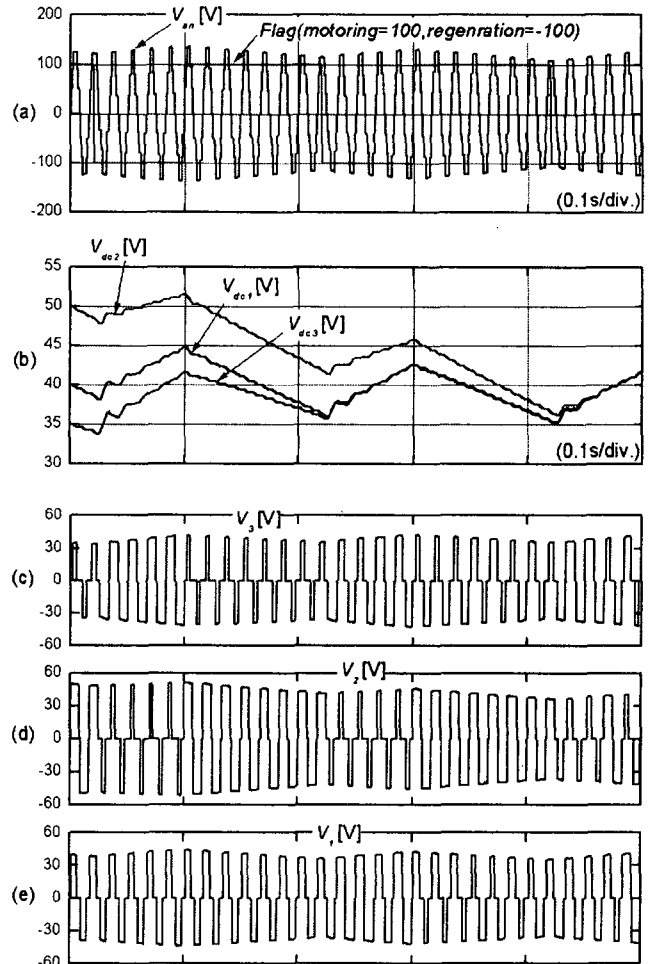 V_an [V]
Flag(motoring=100,regenration=-100)
200
100
(a) 0
-100
-200
(0.1s/div.)
V_dc2 [V]
V_dc1 [V]
V_dc3 [V]
55
50
45
(b) 40
35
30
(0.1s/div.)
V_3 [V]
60
30
(c) 0
-30
-60
V_2 [V]
60
30
(d) 0
-30
-60
V_1 [V]
60
30
(e) 0
-30
-60